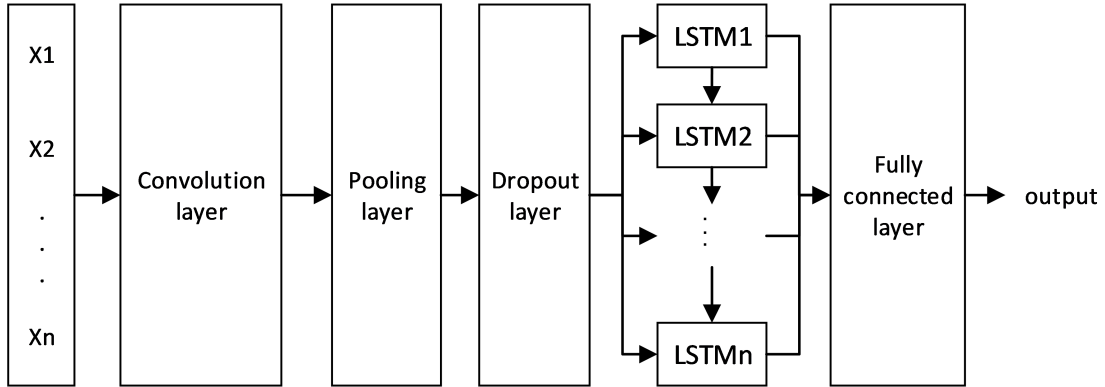 X1
X2
.
.
.
Xn
Convolution
layer
Pooling
layer
Dropout
layer
LSTM1
LSTM2
.
.
.
LSTMn
Fully
connected
layer
output